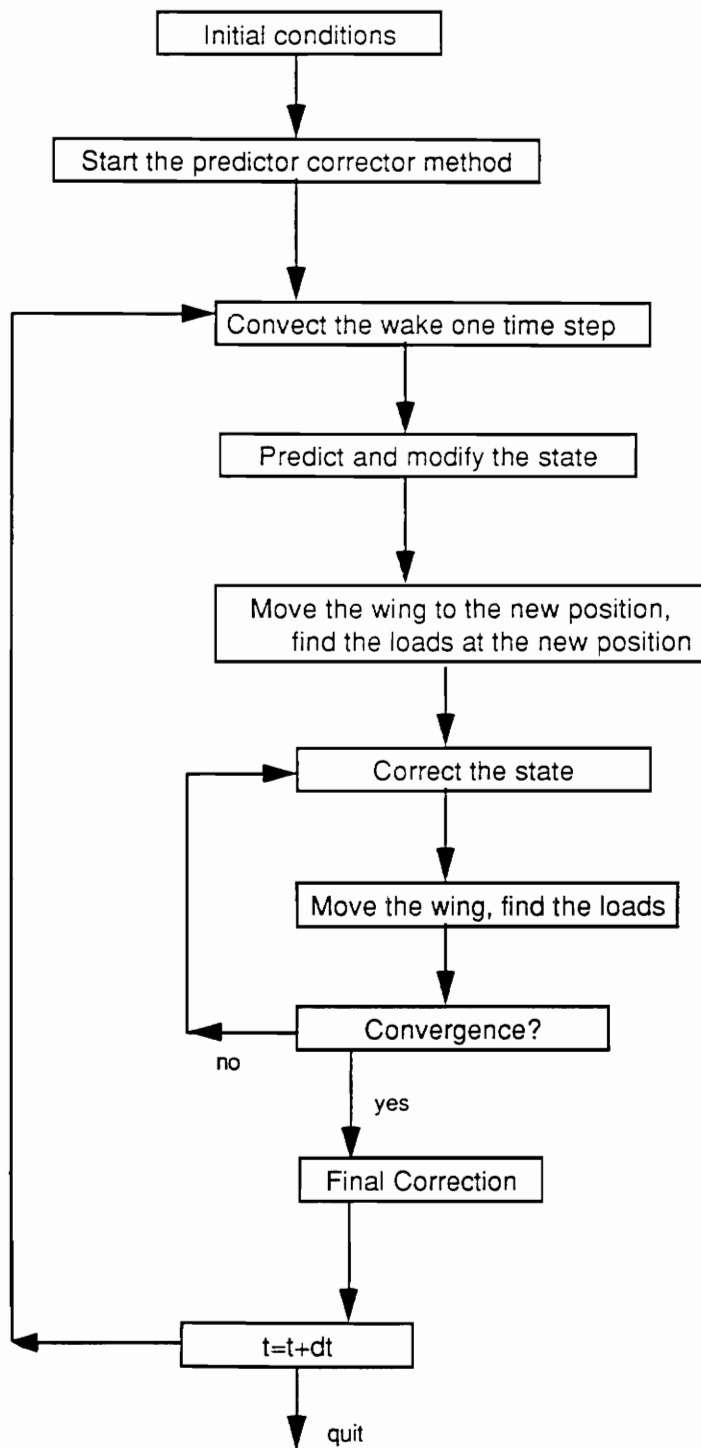 Initial conditions
Start the predictor corrector method
Convect the wake one time step
Predict and modify the state
Move the wing to the new position,
find the loads at the new position
Correct the state
Move the wing, find the loads
Convergence?
no
yes
Final Correction
t=t+dt
quit